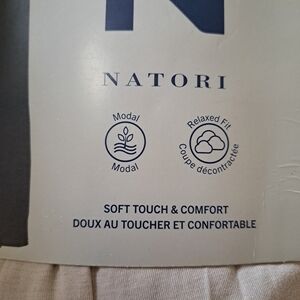 N
NATORI
Modal
Modal
Relaxed Fit
Coupe décontractée
SOFT TOUCH & COMFORT
DOUX AU TOUCHER ET CONFORTABLE